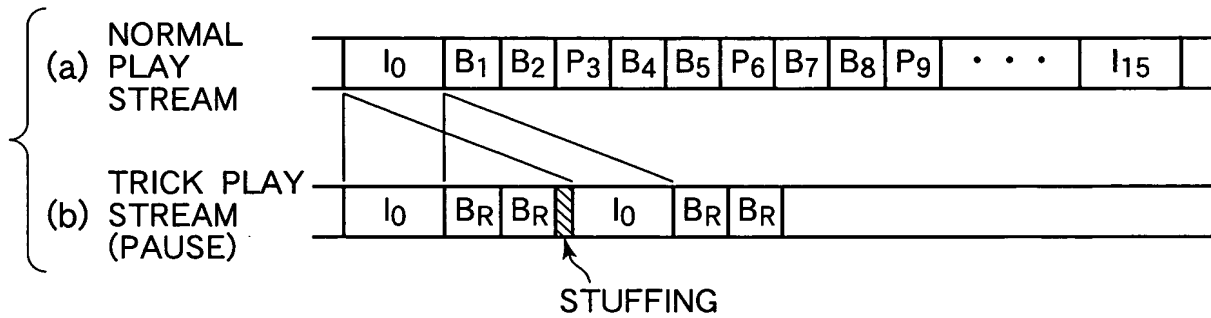 (a) NORMAL
PLAY
STREAM
I0 B1 B2 P3 B4 B5 P6 B7 B8 P9 · · · I15
(b) TRICK PLAY
STREAM
(PAUSE)
I0 BR BR I0 BR BR
STUFFING